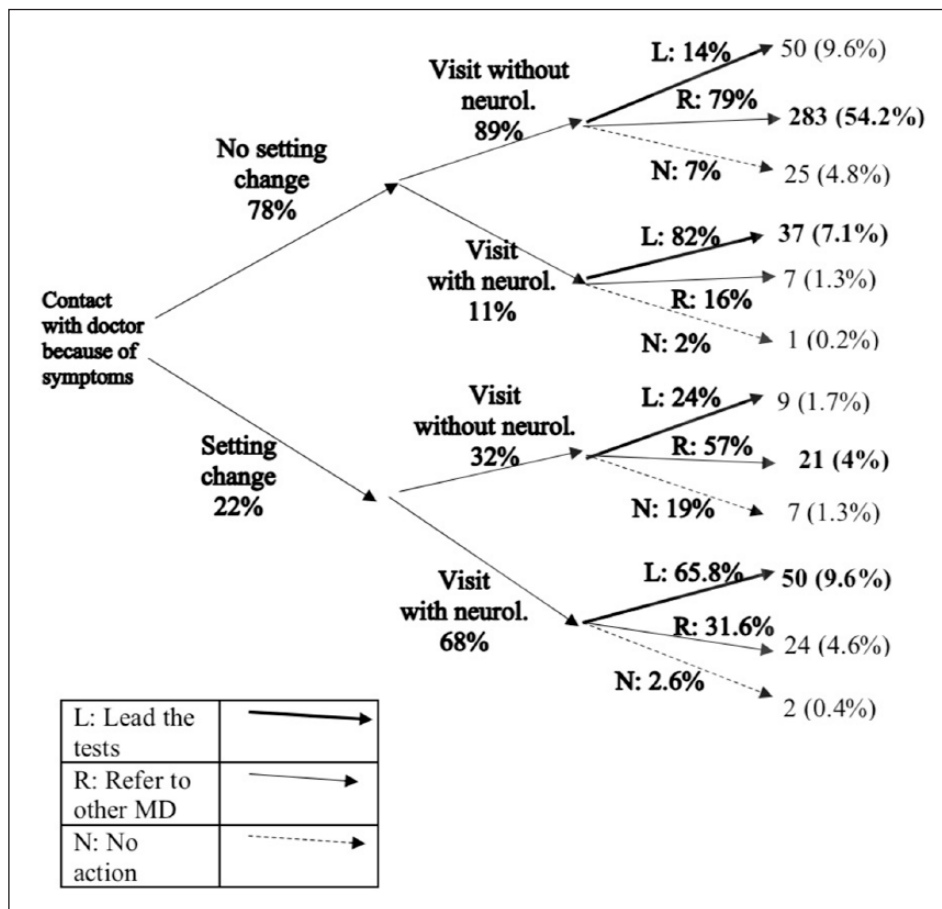 L: 14%
50 (9.6%)
Visit without
neurol.
89%
R: 79%
283 (54.2%)
N: 7%
25 (4.8%)
No setting
change
78%
L: 82%
37 (7.1%)
Visit
with neurol.
11%
R: 16%
7 (1.3%)
N: 2%
1 (0.2%)
Contact
with doctor
because of
symptoms
L: 24%
9 (1.7%)
Visit
without neurol.
32%
R: 57%
21 (4%)
N: 19%
7 (1.3%)
Setting
change
22%
L: 65.8%
50 (9.6%)
Visit
with neurol.
68%
R: 31.6%
24 (4.6%)
N: 2.6%
2 (0.4%)
L: Lead the
tests
R: Refer to
other MD
N: No
action